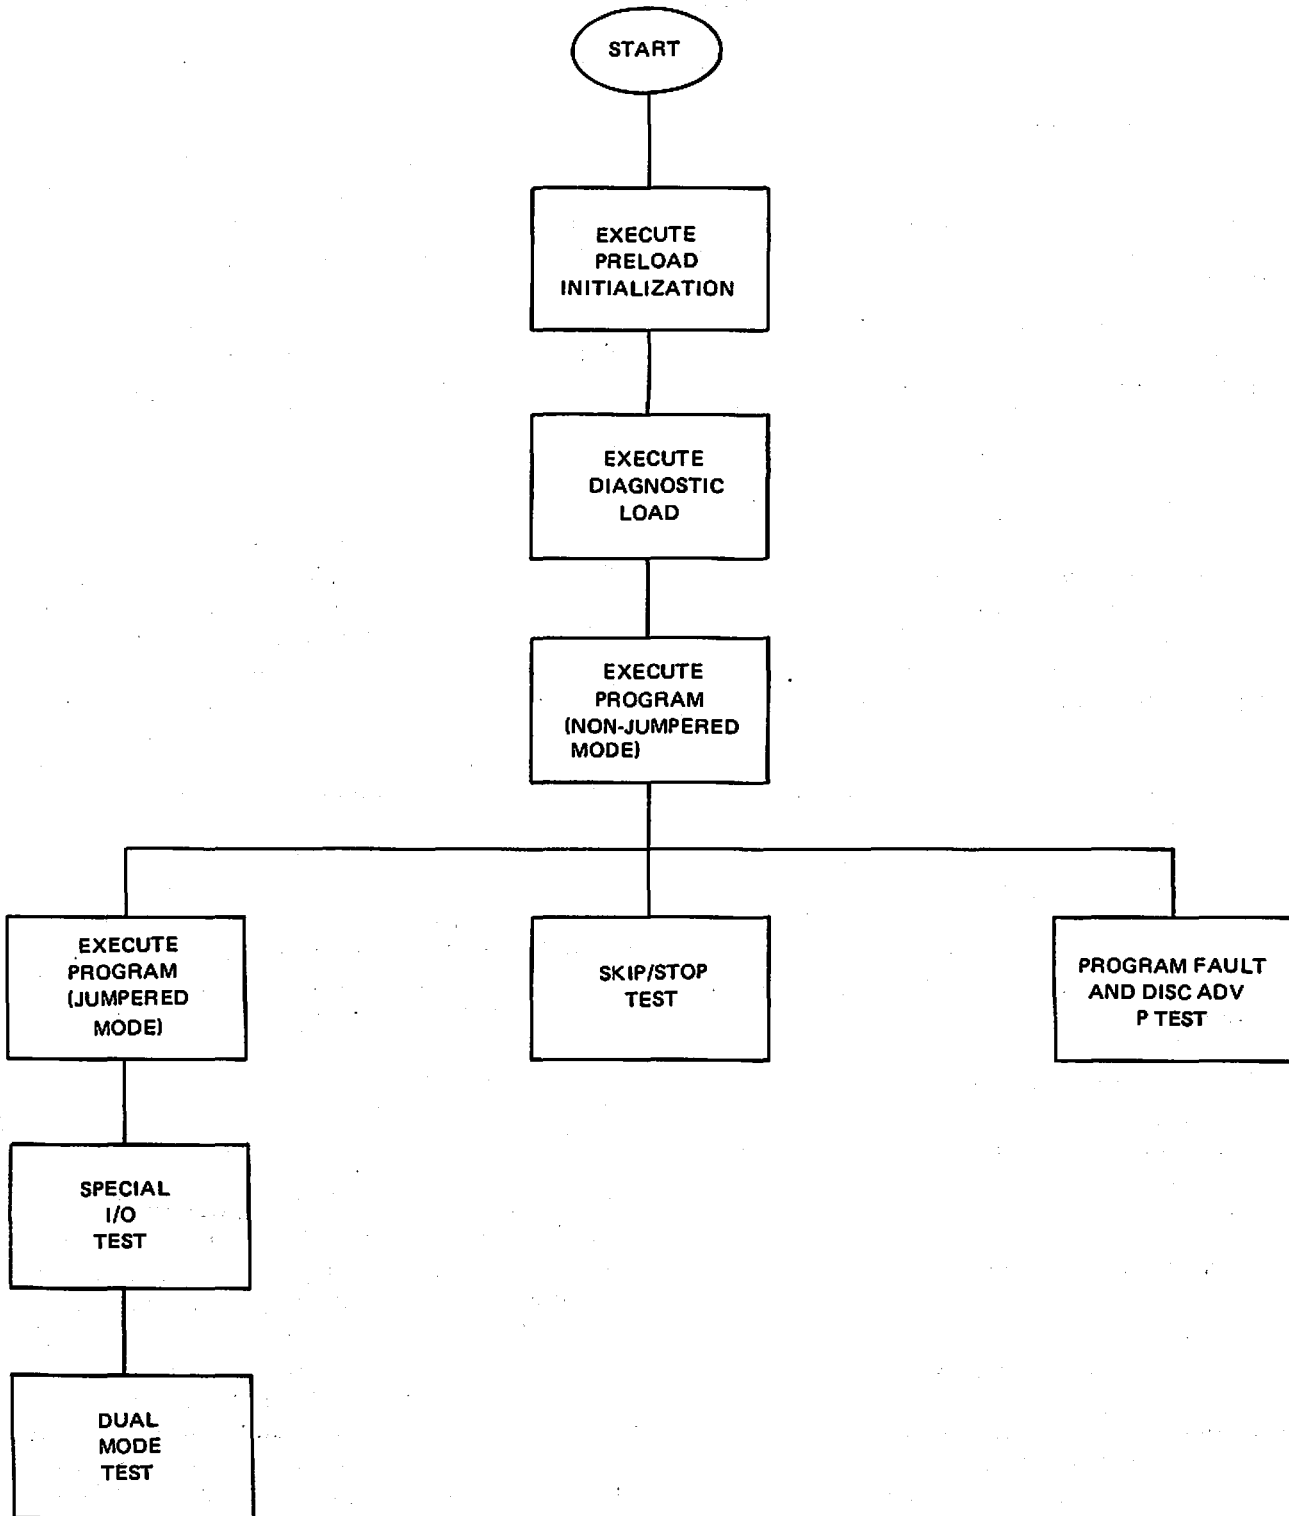 START
EXECUTE
PRELOAD
INITIALIZATION
EXECUTE
DIAGNOSTIC
LOAD
EXECUTE
PROGRAM
(NON-JUMPERED
MODE)
EXECUTE
PROGRAM
(JUMPERED
MODE)
SKIP/STOP
TEST
PROGRAM FAULT
AND DISC ADV
P TEST
SPECIAL
I/O
TEST
DUAL
MODE
TEST